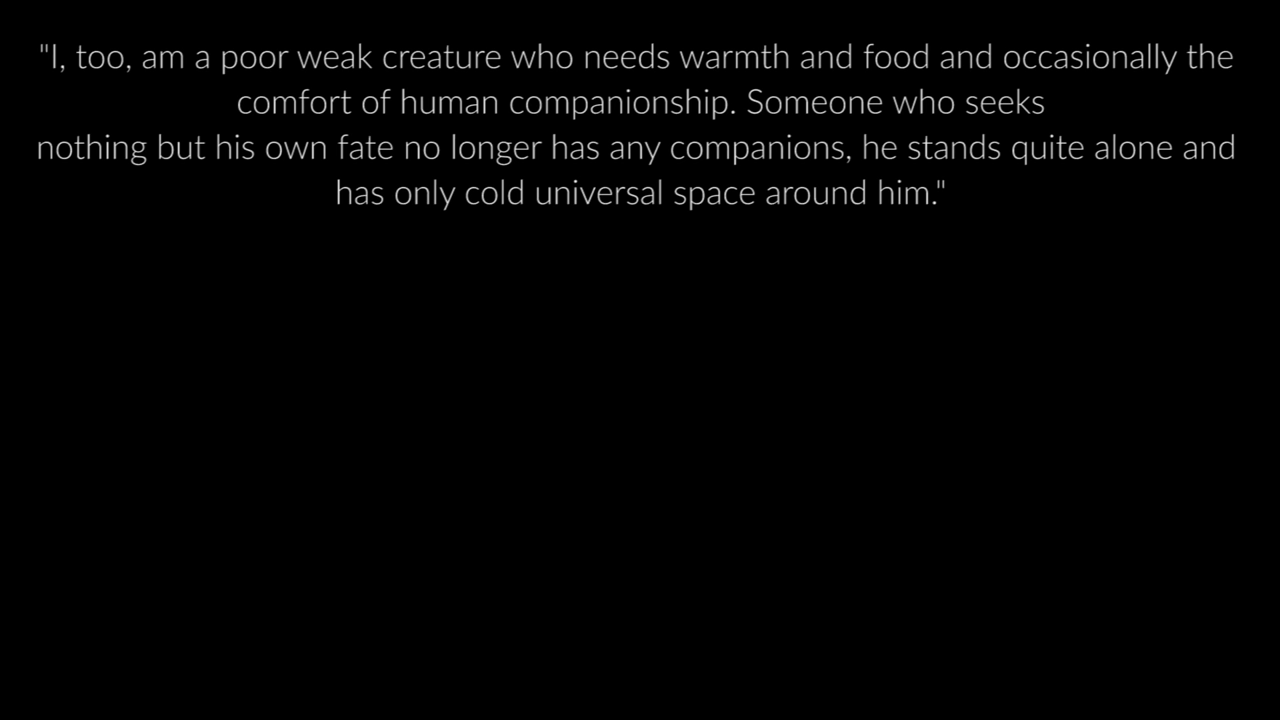 "I, too, am a poor weak creature who needs warmth and food and occasionally the
comfort of human companionship. Someone who seeks
nothing but his own fate no longer has any companions, he stands quite alone and
has only cold universal space around him."